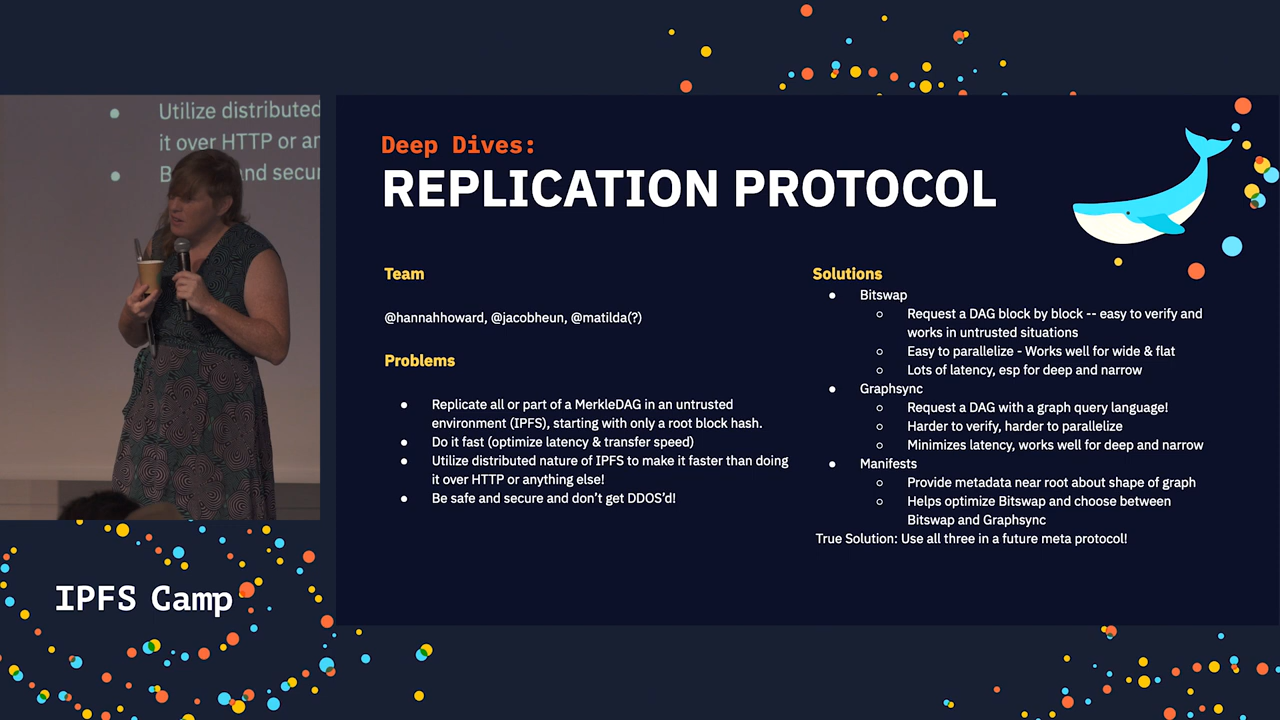 Utilize distributed
it over HTTP or
and secur
Deep Dives:
REPLICATION PROTOCOL
Team
@hannahhoward, @jacobheun, @matilda(?)
Problems
● Replicate all or part of a MerkleDAG in an untrusted
environment (IPFS), starting with only a root block hash.
● Do it fast (optimize latency & transfer speed)
● Utilize distributed nature of IPFS to make it faster than doing
it over HTTP or anything else!
● Be safe and secure and don't get DDOS'd!
Solutions
● Bitswap
○ Request a DAG block by block -- easy to verify and
works in untrusted situations
○ Easy to parallelize - Works well for wide & flat
○ Lots of latency, esp for deep and narrow
● Graphsync
○ Request a DAG with a graph query language!
○ Harder to verify, harder to parallelize
○ Minimizes latency, works well for deep and narrow
● Manifests
○ Provide metadata near root about shape of graph
○ Helps optimize Bitswap and choose between
Bitswap and Graphsync
True Solution: Use all three in a future meta protocol!
IPFS Camp